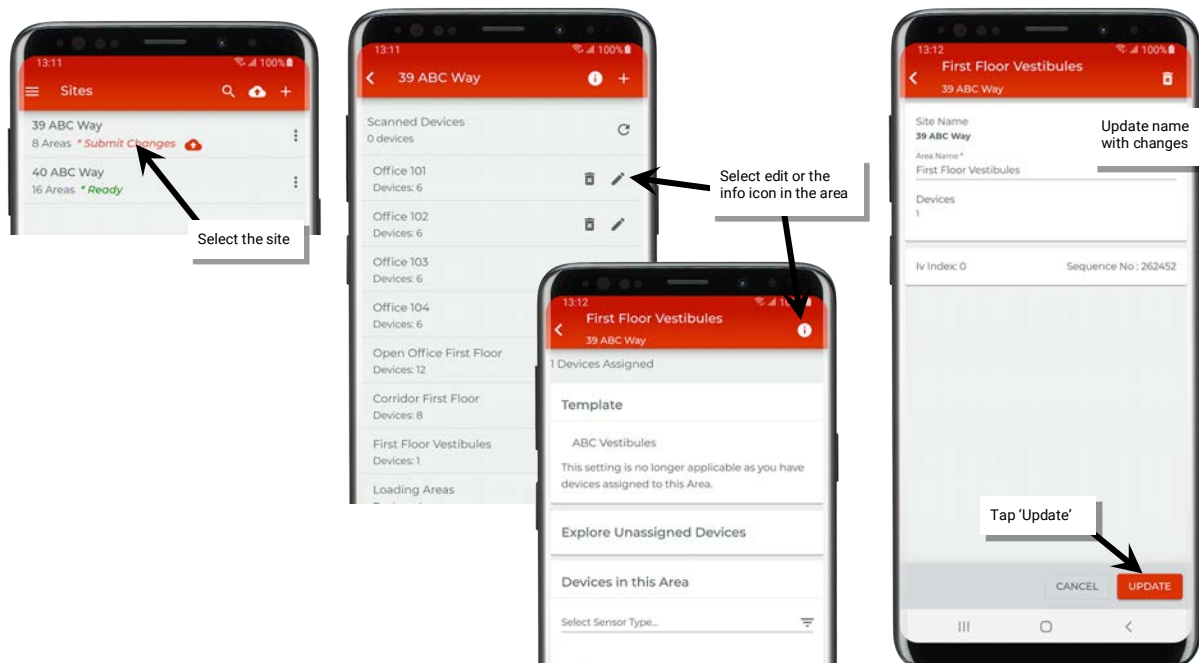 13:11
100%
Sites
39 ABC Way
8 Areas * Submit Changes
40 ABC Way
16 Areas * Ready
Select the site
13:11
100%
39 ABC Way
Scanned Devices
0 devices
Office 101
Devices: 6
Office 102
Devices: 6
Office 103
Devices: 6
Office 104
Devices: 6
Open Office First Floor
Devices: 12
Corridor First Floor
Devices: 8
First Floor Vestibules
Devices: 1
Loading Areas
Select edit or the
info icon in the area
13:12
First Floor Vestibules
39 ABC Way
1 Devices Assigned
Template
ABC Vestibules
This setting is no longer applicable as you have
devices assigned to this Area.
Explore Unassigned Devices
Devices in this Area
Select Sensor Type...
13:12
100%
First Floor Vestibules
39 ABC Way
Site Name
39 ABC Way
Area Name *
First Floor Vestibules
Devices
1
Update name
with changes
Iv Index: 0 Sequence No : 262452
Tap ‘Update’
CANCEL UPDATE